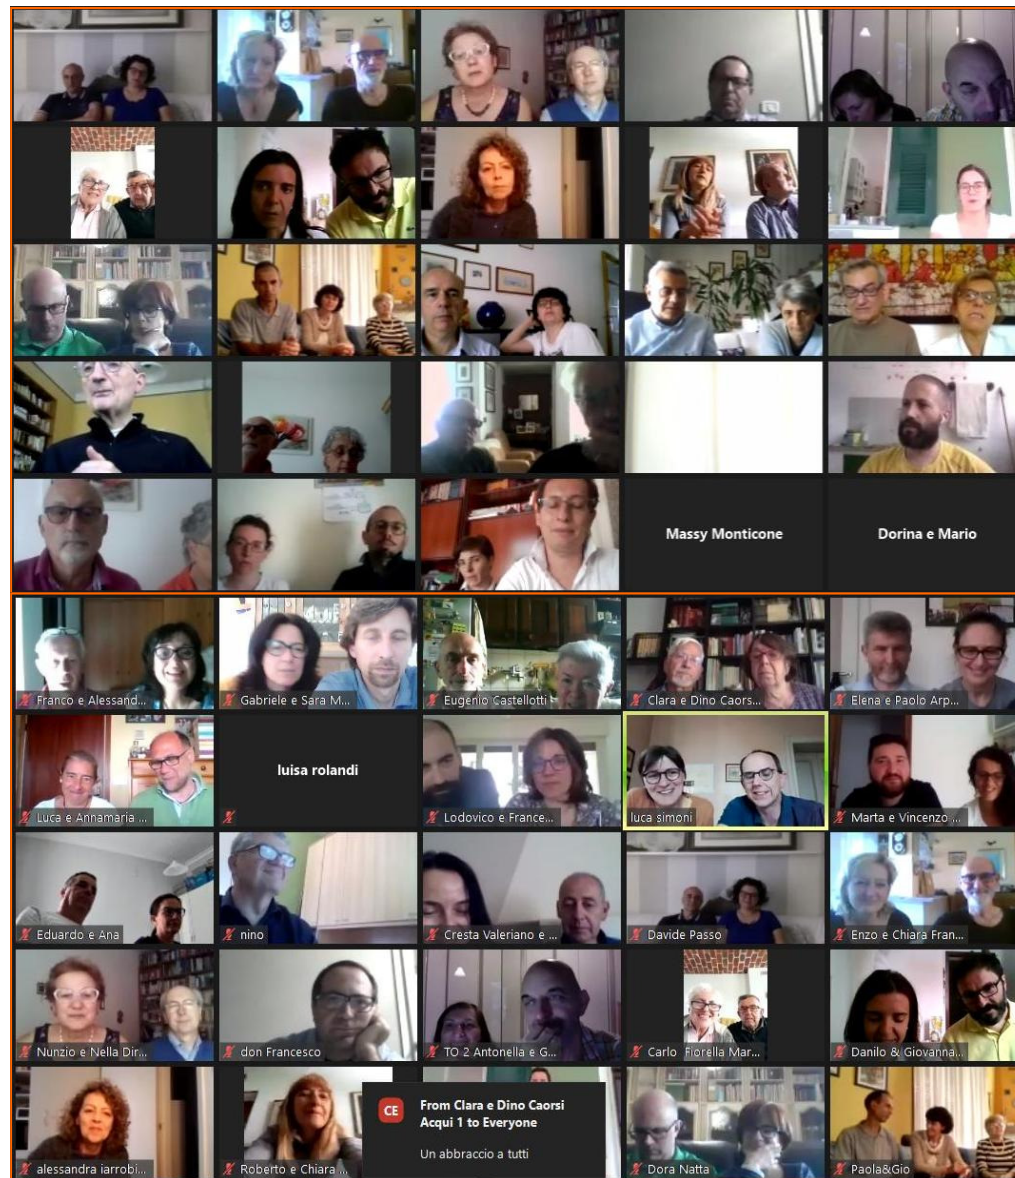 Massy Monticone
Dorina e Mario
Franco e Alessand...
Gabriele e Sara M...
Eugenio Castellotti
Clara e Dino Caors...
Elena e Paolo Arp...
Luca e Annamaria ...
luisa rolandi
Lodovico e France...
luca simoni
Marta e Vincenzo ...
Eduardo e Ana
nino
Cresta Valeriano e ...
Davide Passo
Enzo e Chiara Fran...
Nunzio e Nella Dir...
don Francesco
TO 2 Antonella e G...
Carlo Fiorella Mar...
Danilo & Giovanna...
alessandra iarrobi...
Roberto e Chiara ...
CE
From Clara e Dino Caorsi
Acqui 1 to Everyone
Un abbraccio a tutti
Dora Natta
Paola&Gio